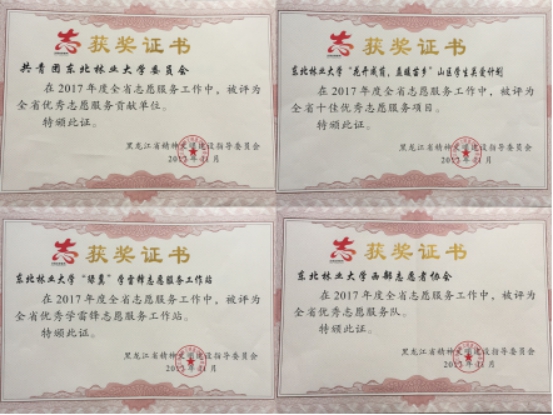 获奖证书
共青团东北林业大学委员会
在2017年度全省志愿服务工作中，被评为
全省优秀志愿服务贡献单位。
特颁此证。
黑龙江省精神文明建设指导委员会
获奖证书
东北林业大学“花开成荫，益暖苗乡”山区学生关爱计划
在2017年度全省志愿服务工作中，被评为
全省十佳志愿服务项目。
特颁此证。
黑龙江省精神文明建设指导委员会
获奖证书
东北林业大学“绿翼”学雷锋志愿服务工作站
在2017年度全省志愿服务工作中，被评为
全省优秀学雷锋志愿服务工作站。
特颁此证。
黑龙江省精神文明建设指导委员会
获奖证书
东北林业大学西部志愿者协会
在2017年度全省志愿服务工作中，被评为
全省优秀志愿服务队。
特颁此证。
黑龙江省精神文明建设指导委员会